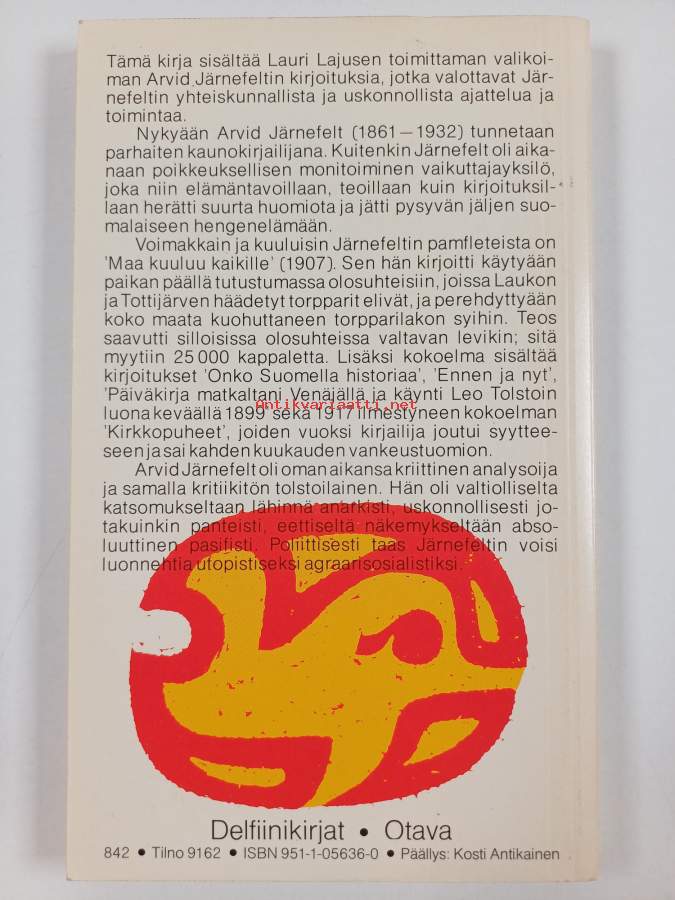 Tämä kirja sisältää Lauri Lajusen toimittaman valikoi-
man Arvid Järnefeltin kirjoituksia, jotka valottavat Jär-
nefeltin yhteiskunnallista ja uskonnollista ajattelua ja
toimintaa.
Nykyään Arvid Järnefelt (1861—1932) tunnetaan
parhaiten kaunokirjailijana. Kuitenkin Järnefelt oli aika-
naan poikkeuksellisen monitoiminen vaikuttajayksilö,
joka niin elämäntavoillaan, teoillaan kuin kirjoituksil-
laan herätti suurta huomiota ja jätti pysyvän jäljen suo-
malaiseen hengenelämään.
Voimakkain ja kuuluisin Järnefeltin pamfleteista on
'Maa kuuluu kaikille' (1907). Sen hän kirjoitti käytyään
paikan päällä tutustumassa olosuhteisiin, joissa Laukon
ja Tottijärven häädetyt torpparit elivät, ja perehdyttyään
koko maata kuohuttaneen torpparilakon syihin. Teos
saavutti silloisissa olosuhteissa valtavan levikin; sitä
myytiin 25 000 kappaletta. Lisäksi kokoelma sisältää
kirjoitukset 'Onko Suomella historiaa', 'Ennen ja nyt',
'Päiväkirja matkaltani Venäjällä ja käynti Leo Tolstoin
Antikvariaatti.net
luona keväällä 1899' sekä 1917 ilmestyneen kokoelman
'Kirkkopuheet', joiden vuoksi kirjailija joutui syyttee-
seen ja sai kahden kuukauden vankeustuomion.
Arvid Järnefelt oli oman aikansa kriittinen analysoija
ja samalla kritiikitön tolstoilainen. Hän oli valtiolliselta
katsomukseltaan lähinnä anarkisti, uskonnollisesti jo-
takuinkin panteisti, eettiseltä näkemykseltään abso-
luuttinen pasifisti. Poliittisesti taas Järnefeltin voisi
luonnehtia utopistiseksi agraarisosialistiksi.
Delfiinikirjat • Otava
842 • Tilno 9162 • ISBN 951-1-05636-0 • Päällys: Kosti Antikainen